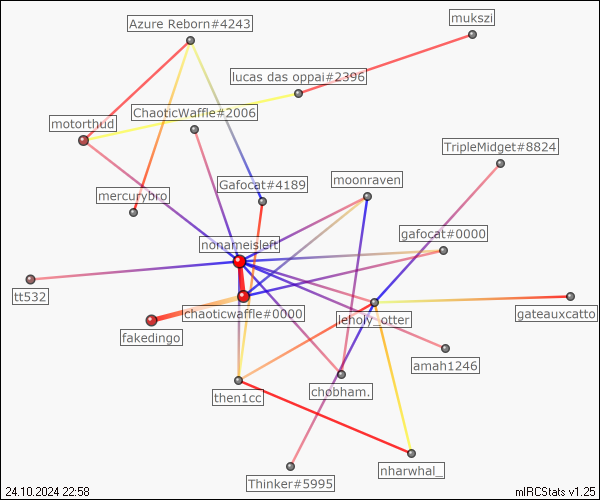 Azure Reborn#4243
mukszi
lucas das oppai#2396
ChaoticWaffle#2006
motorthud
TripleMidget#8824
Gafocat#4189
moonraven
mercurybro
gafocat#0000
nonameisleft
tt532
chaoticwaffle#0000
leholy_otter
gateauxcatto
fakedingo
amah1246
then1cc
chobham.
nharwhal_
Thinker#5995
24.10.2024 22:58
mIRCStats v1.25